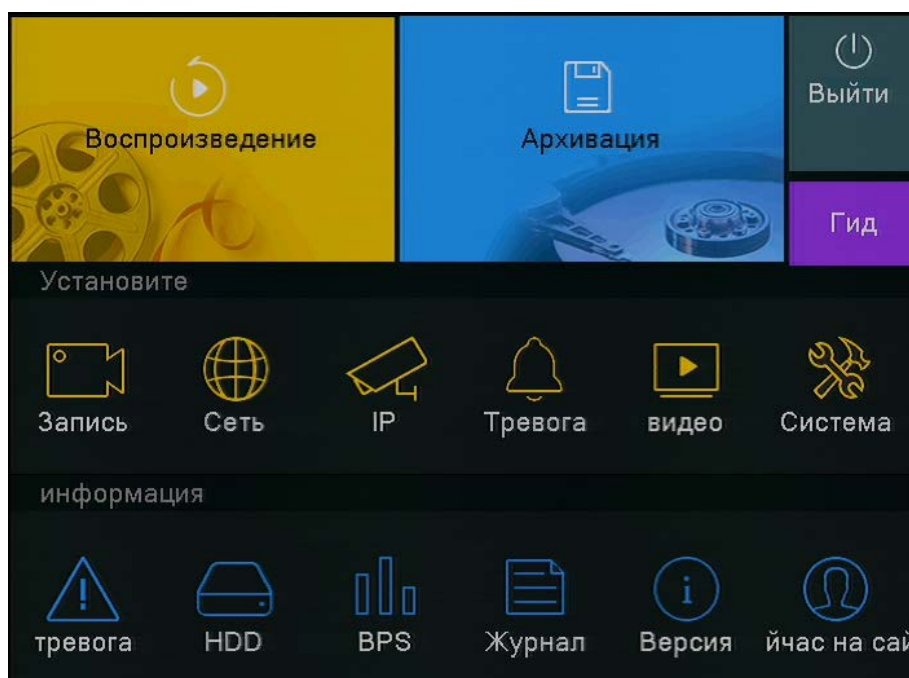 Выйти
Воспроизведение
Архивация
Гид
Установите
Запись Сеть IP Тревога видео Система
информация
тревога HDD BPS Журнал Версия йчас на сай